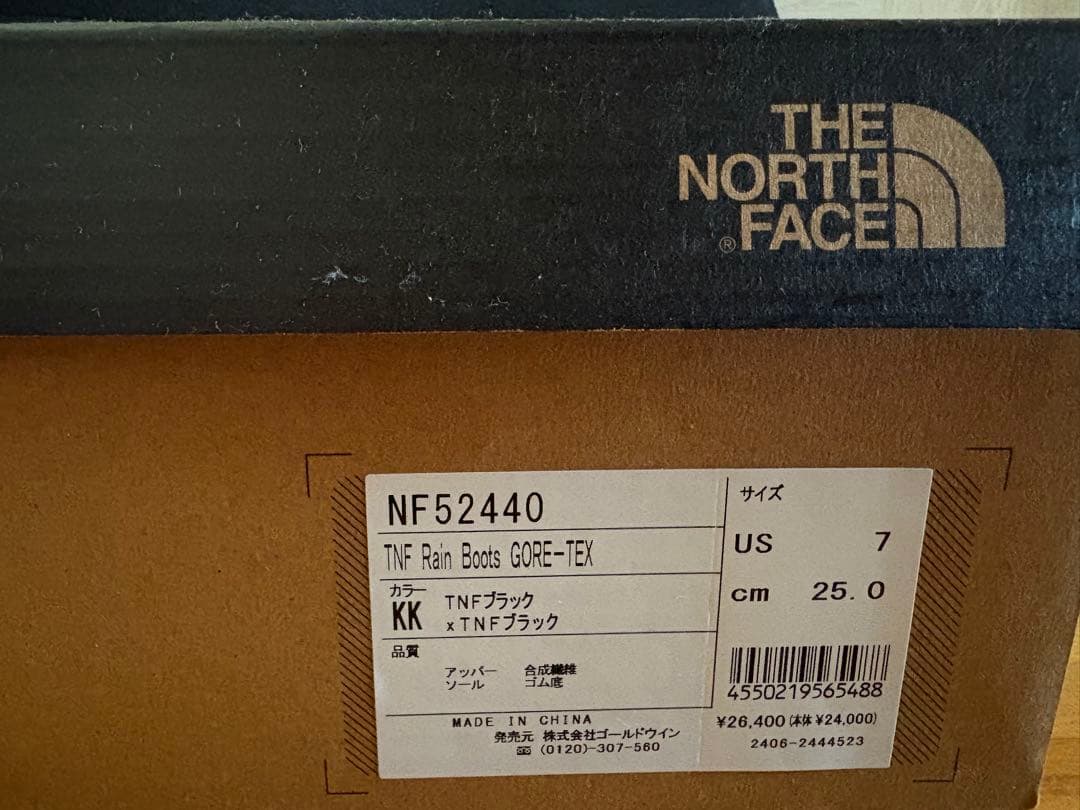 THE
NORTH
® FACE
NF52440
TNF Rain Boots GORE-TEX
カラー
KK TNFブラック
xTNFブラック
品質
アッパー 合成繊維
ソール ゴム底
MADE IN CHINA
発売元 株式会社ゴールドウイン
(0120)-307-560
サイズ
US 7
cm 25.0
4550219565488
¥26,400(本体¥24,000)
2406-2444523